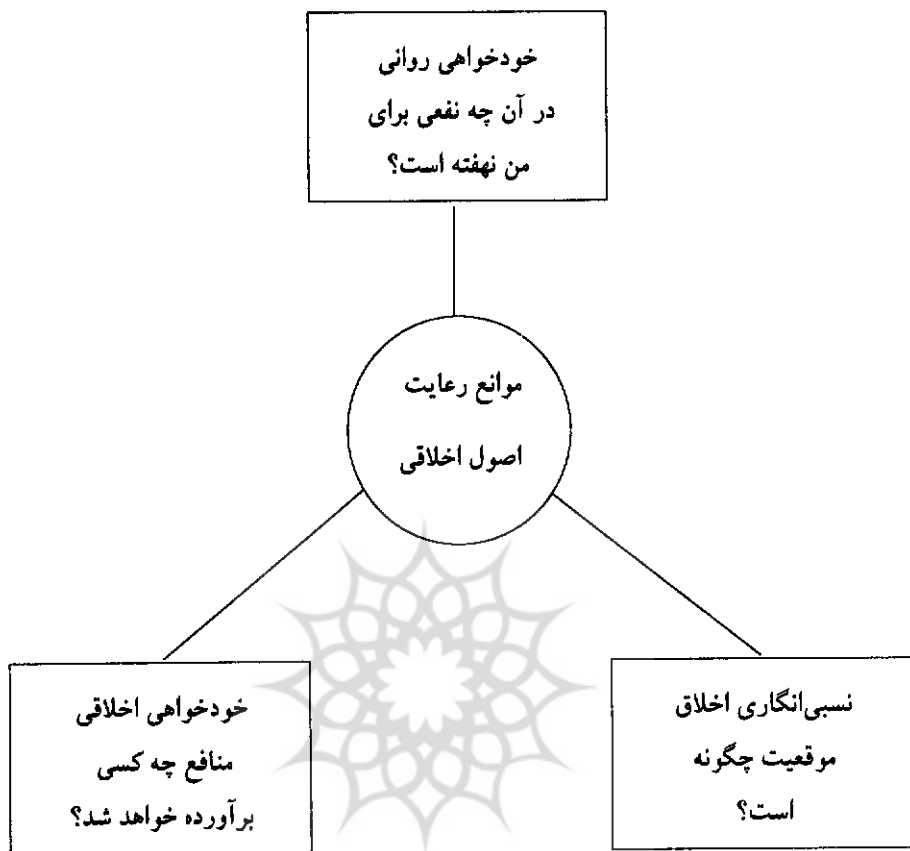 خودخواهی روانی
در آن چه نفعی برای
من نهفته است؟
موانع رعایت
اصول اخلاقی
نسبی‌انگاری اخلاق
موقعیت چگونه
است؟
خودخواهی اخلاقی
منافع چه کسی
برآورده خواهد شد؟